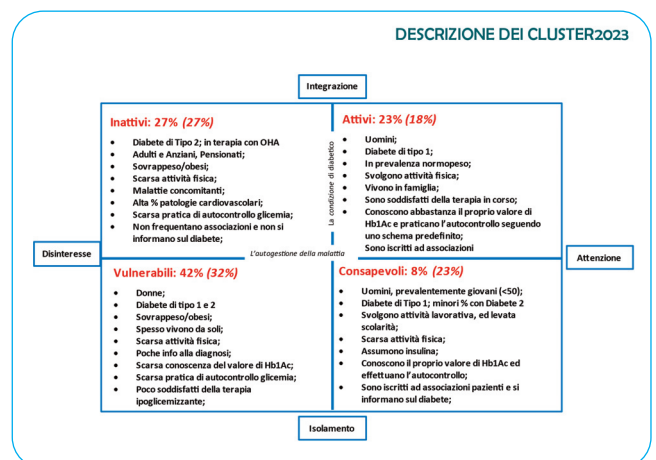 DESCRIZIONE DEI CLUSTER2023
Integrazione
Inattivi: 27% (27%)
• Diabete di Tipo 2; in terapia con OHA
• Adulti e Anziani, Pensionati;
• Sovrappeso/obesi;
• Scarsa attività fisica;
• Malattie concomitanti;
• Alta % patologie cardiovascolari;
• Scarsa pratica di autocontrollo glicemia;
• Non frequentano associazioni e non si
informano sul diabete;
La condizione di diabetico
Attivi: 23% (18%)
• Uomini;
• Diabete di tipo 1;
• In prevalenza normopeso;
• Svolgono attività fisica;
• Vivono in famiglia;
• Sono soddisfatti della terapia in corso;
• Conoscono abbastanza il proprio valore di
Hb1Ac e praticano l'autocontrollo seguendo
uno schema predefinito;
Sono iscritti ad associazioni
Disinteresse
L'autogestione della malattia
Attenzione
Vulnerabili: 42% (32%)
• Donne;
• Diabete di tipo 1 e 2
• Sovrappeso/obesi;
• Spesso vivono da soli;
• Scarsa attività fisica;
• Poche info alla diagnosi;
• Scarsa conoscenza del valore di Hb1Ac;
• Scarsa pratica di autocontrollo glicemia;
• Poco soddisfatti della terapia
ipoglicemizzante;
Consapevoli: 8% (23%)
• Uomini, prevalentemente giovani (<50);
• Diabete di Tipo 1; minori % con Diabete 2
• Svolgono attività lavorativa, ed levata
scolarità;
• Scarsa attività fisica;
• Assumono insulina;
• Conoscono il proprio valore di Hb1Ac ed
effettuano l'autocontrollo;
• Sono iscritti ad associazioni pazienti e si
informano sul diabete;
Isolamento